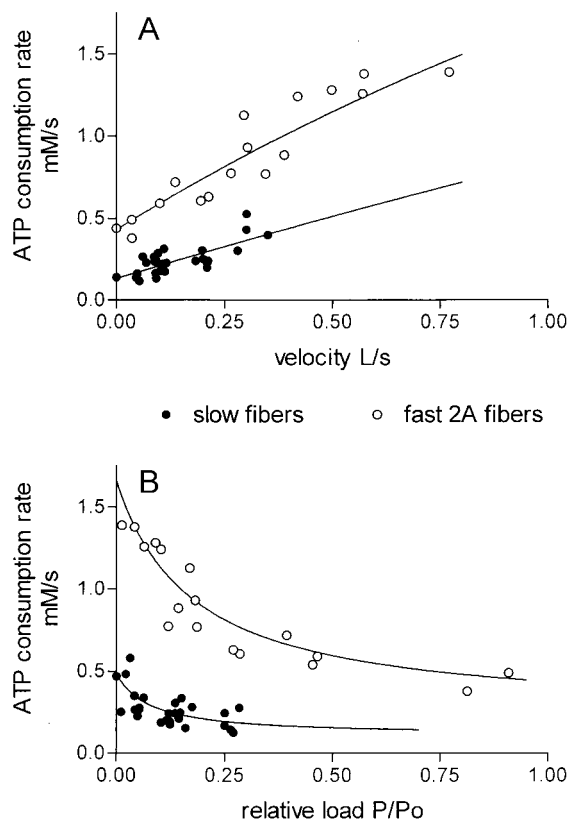 A
ATP consumption rate
mM/s
1.5
1.0
0.5
0.0
0.00 0.25 0.50 0.75 1.00
velocity L/s
slow fibers fast 2A fibers
B
ATP consumption rate
mM/s
1.5
1.0
0.5
0.0
0.00 0.25 0.50 0.75 1.00
relative load P/Po